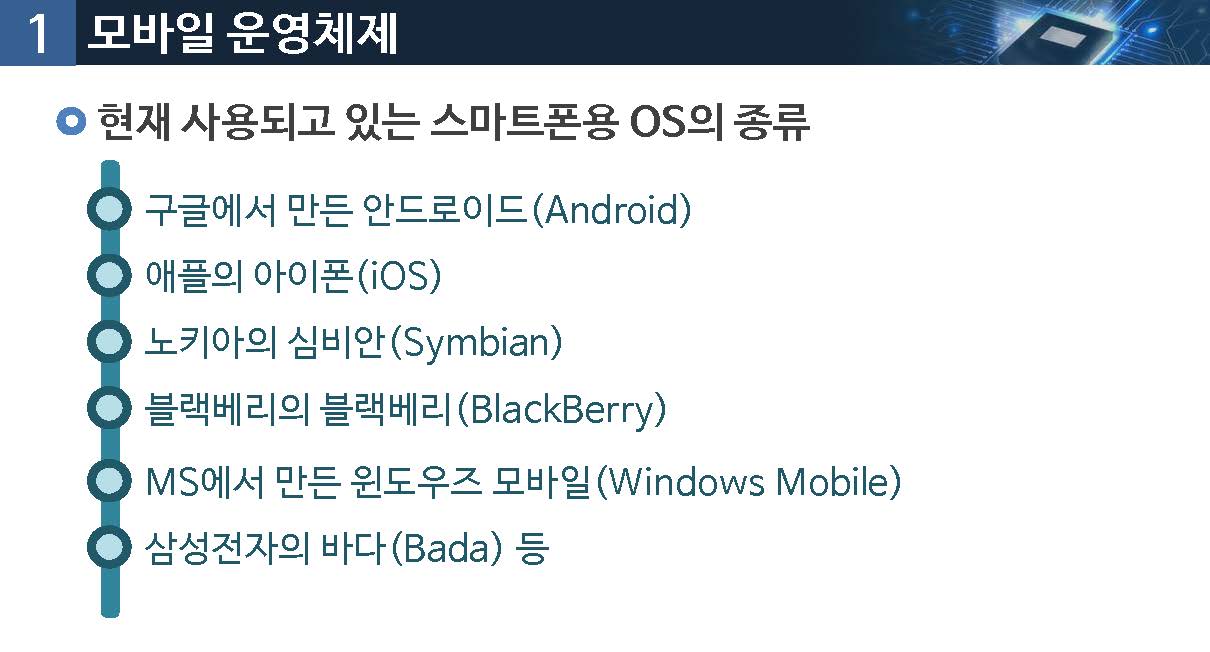 1 모바일 운영체제
현재 사용되고 있는 스마트폰용 OS의 종류
구글에서 만든 안드로이드(Android)
애플의 아이폰(iOS)
노키아의 심비안(Symbian)
블랙베리의 블랙베리(BlackBerry)
MS에서 만든 윈도우즈 모바일(Windows Mobile)
삼성전자의 바다(Bada) 등